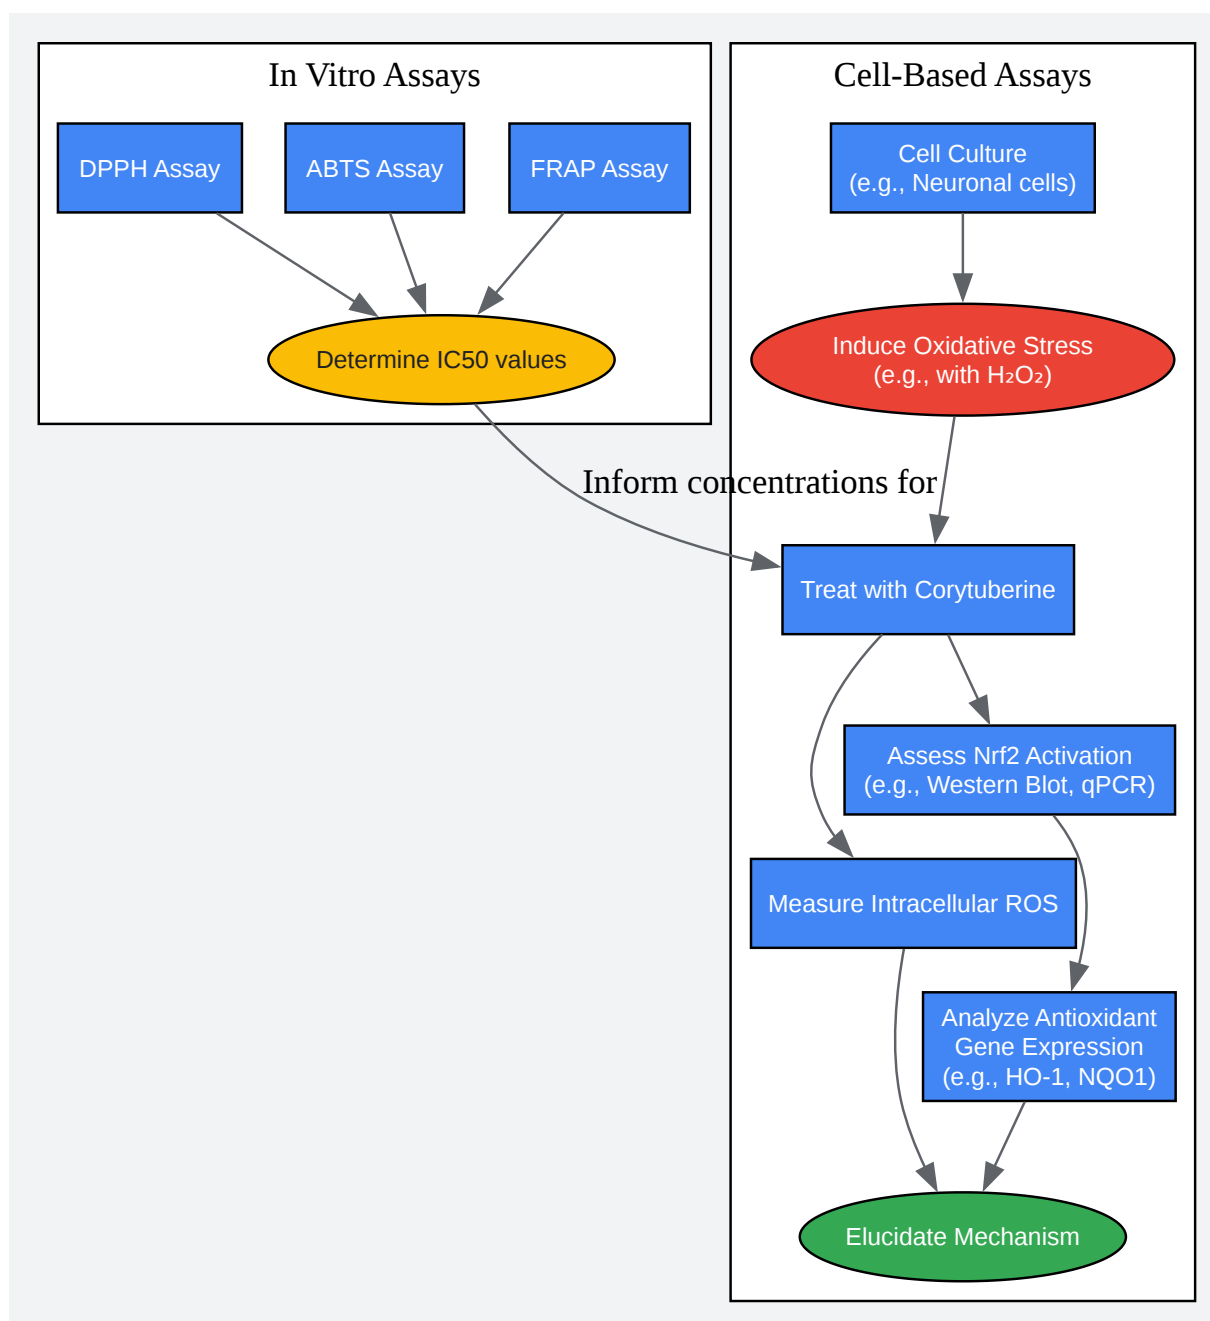 In Vitro Assays
DPPH Assay
ABTS Assay
FRAP Assay
Determine IC50 values
Inform concentrations for
Cell-Based Assays
Cell Culture
(e.g., Neuronal cells)
Induce Oxidative Stress
(e.g., with H₂O₂)
Treat with Corytuberine
Assess Nrf2 Activation
(e.g., Western Blot, qPCR)
Measure Intracellular ROS
Analyze Antioxidant
Gene Expression
(e.g., HO-1, NQO1)
Elucidate Mechanism